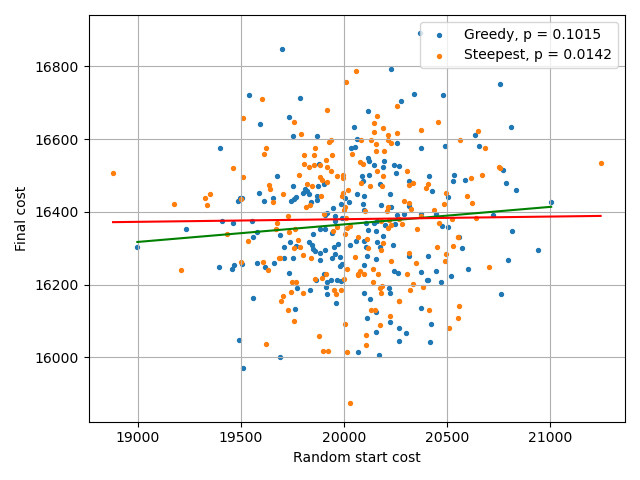 Greedy, p = 0.1015
Steepest, p = 0.0142
16800
16600
16400
16200
16000
Final cost
19000 19500 20000 20500 21000
Random start cost